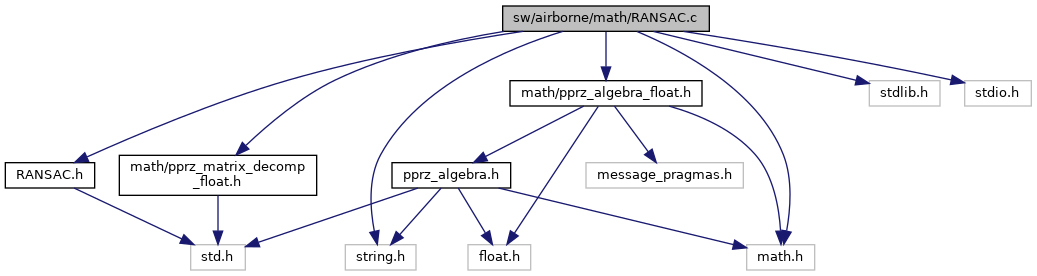 sw/airborne/math/RANSAC.c
math/pprz_algebra_float.h
stdlib.h
stdio.h
RANSAC.h
math/pprz_matrix_decomp
_float.h
pprz_algebra.h
message_pragmas.h
std.h
string.h
float.h
math.h